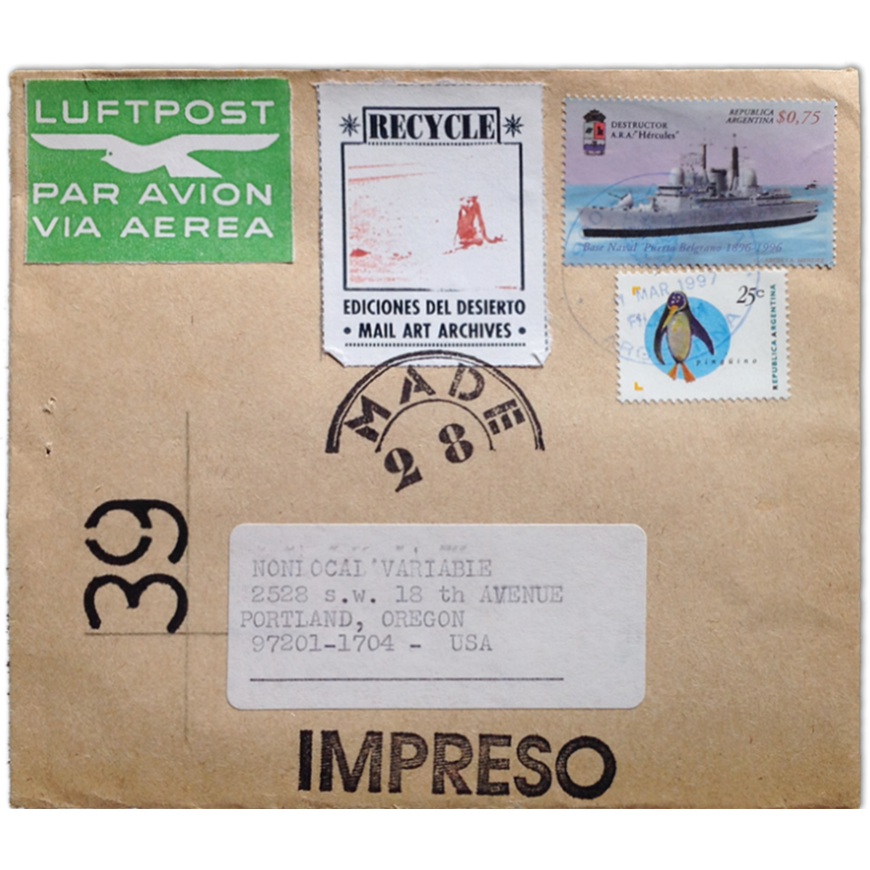 LUFTPOST
PAR AVION
VIA AEREA
RECYCLE
EDICIONES DEL DESIERTO
• MAIL ART ARCHIVES •
DESTRUCTOR
A.R.A. "Hércules"
REPUBLICA
ARGENTINA $0,75
Base Naval Puerto Belgrano 1896-1996
MAR 1997
ARGENTINA
25c
pingüino
REPUBLICA ARGENTINA
MADE
28
39
NONLOCAL VARIABLE
2528 s.w. 18 th AVENUE
PORTLAND, OREGON
97201-1704 - USA
IMPRESO